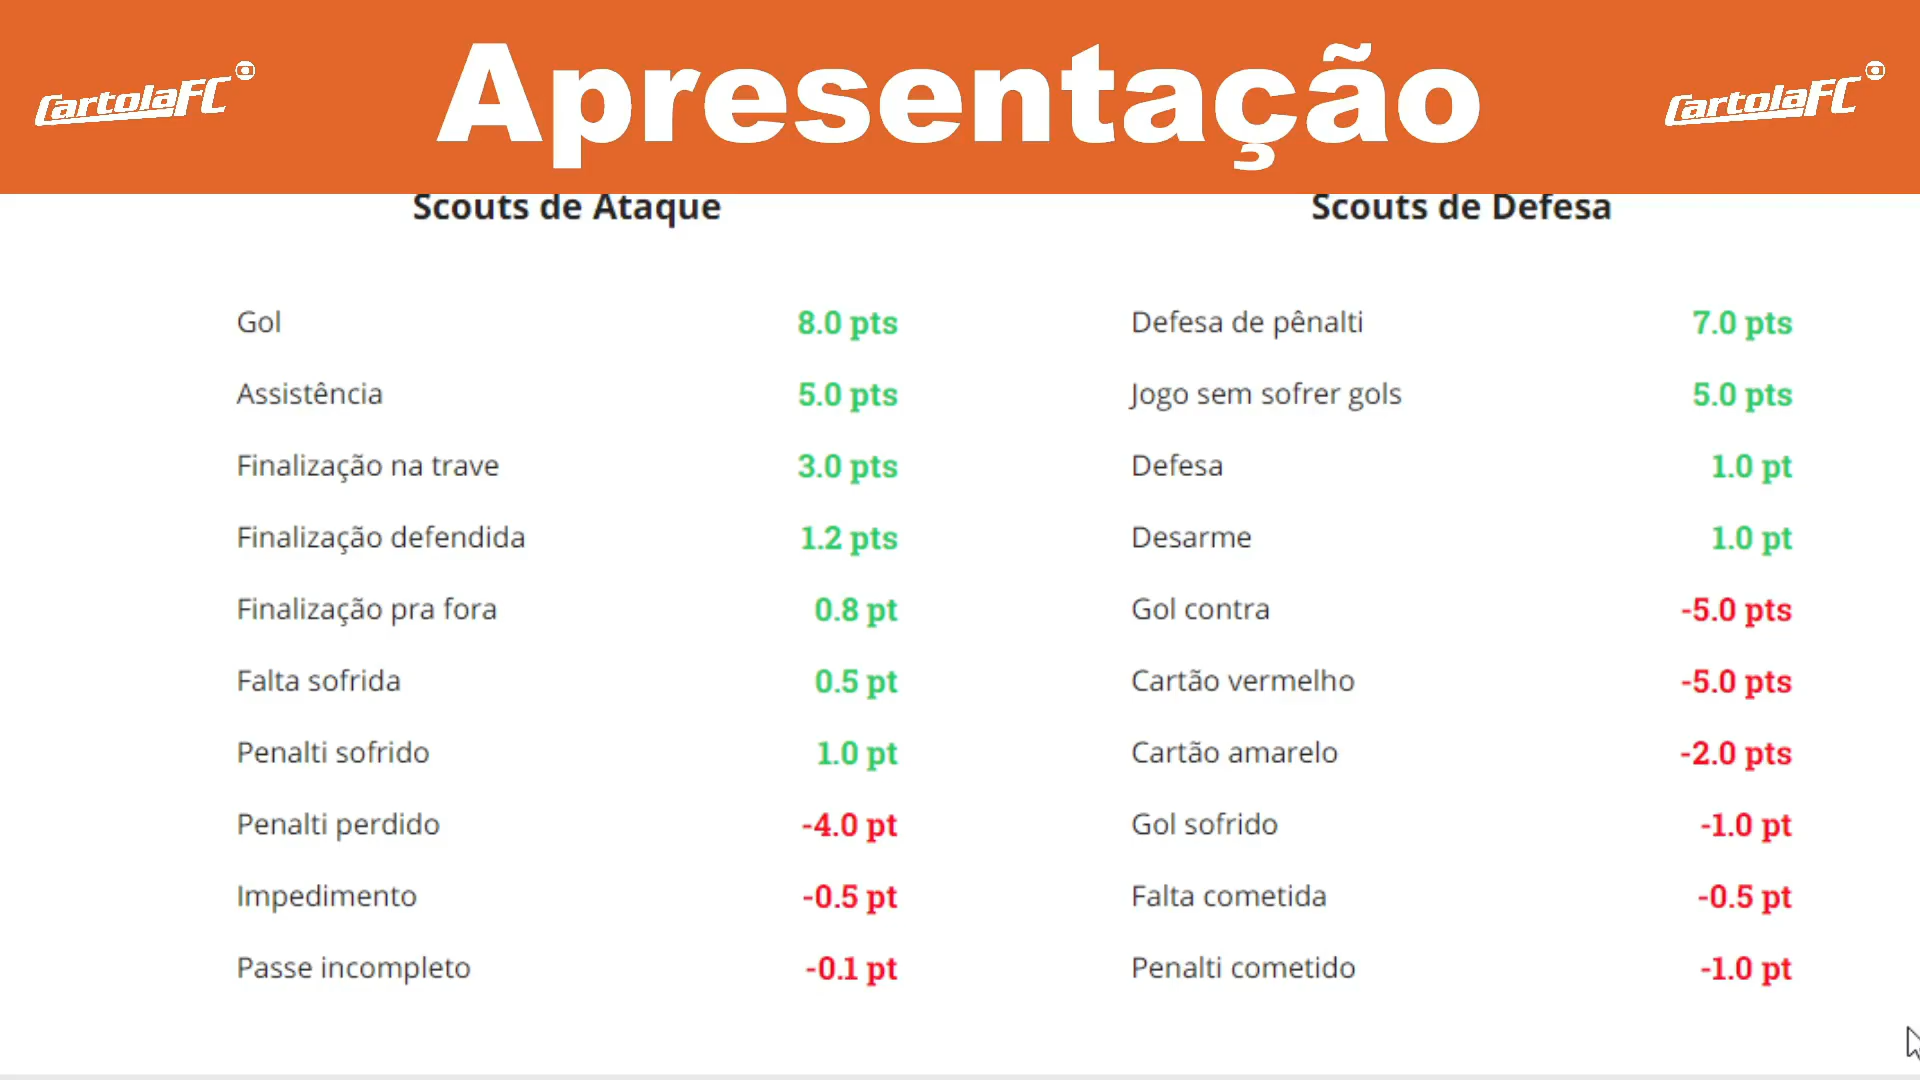 CartolaFC
Apresentação
CartolaFC
Scouts de Ataque
Gol 8.0 pts
Assistência 5.0 pts
Finalização na trave 3.0 pts
Finalização defendida 1.2 pts
Finalização pra fora 0.8 pt
Falta sofrida 0.5 pt
Penalti sofrido 1.0 pt
Penalti perdido -4.0 pt
Impedimento -0.5 pt
Passe incompleto -0.1 pt
Scouts de Defesa
Defesa de pênalti 7.0 pts
Jogo sem sofrer gols 5.0 pts
Defesa 1.0 pt
Desarme 1.0 pt
Gol contra -5.0 pts
Cartão vermelho -5.0 pts
Cartão amarelo -2.0 pts
Gol sofrido -1.0 pt
Falta cometida -0.5 pt
Penalti cometido -1.0 pt